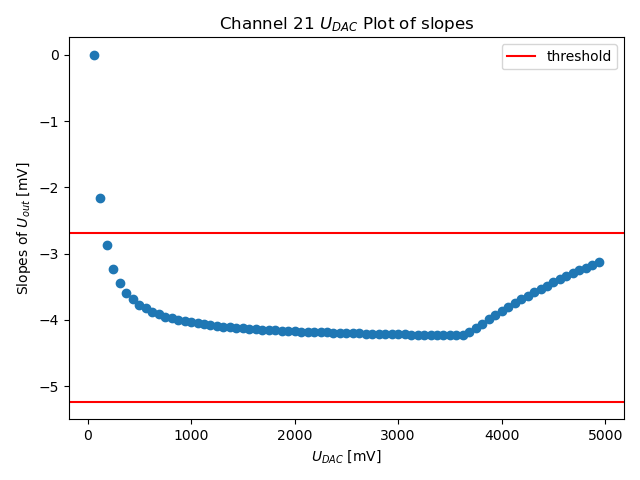 Channel 21 U_DAC Plot of slopes
threshold
Slopes of U_out [mV]
0
−1
−2
−3
−4
−5
0 1000 2000 3000 4000 5000
U_DAC [mV]